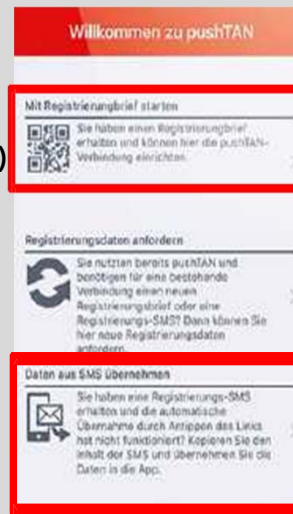 Willkommen zu pushTAN
Mit Registrierungbrief starten
Sie haben einen Registrierungbrief
erhalten und können hier die pushTAN-
Verbindung einrichten.
)
Registrierungsdaten anfordern
Sie nutzten bereits pushTAN und
benötigen für eine bestehende
Verbindung einen neuen
Registrierungsbrief oder eine
Registrierungs-SMS? Dann können Sie
hier neue Registrierungsdaten
anfordern.
Daten aus SMS übernehmen
Sie haben eine Registrierungs-SMS
erhalten und die automatische
Übernahme durch Antippen des Links
hat nicht funktioniert? Kopieren Sie den
Inhalt der SMS und übernehmen Sie die
Daten in die App.